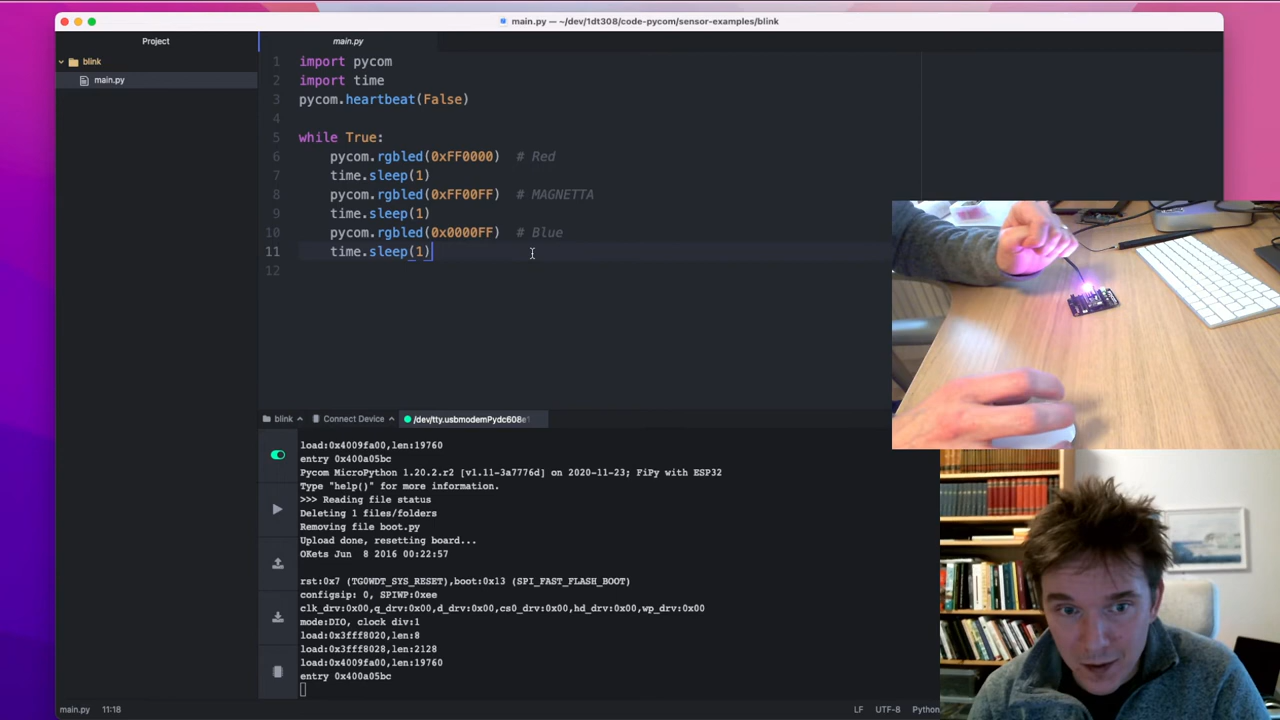 main.py — ~/dev/1dt308/code-pycom/sensor-examples/blink
Project
blink
main.py
main.py
1 import pycom
2 import time
3 pycom.heartbeat(False)
4
5 while True:
6 pycom.rgbled(0xFF0000) # Red
7 time.sleep(1)
8 pycom.rgbled(0xFF00FF) # MAGNETTA
9 time.sleep(1)
10 pycom.rgbled(0x0000FF) # Blue
11 time.sleep(1)
12
blink
Connect Device
/dev/tty.usbmodemPydc608e1
load:0x4009fa00,len:19760
entry 0x400a05bc
Pycom MicroPython 1.20.2.r2 [v1.11-3a7776d] on 2020-11-23; FiPy with ESP32
Type "help()" for more information.
>>> Reading file status
Deleting 1 files/folders
Removing file boot.py
Upload done, resetting board...
OKets Jun  8 2016 00:22:57
rst:0x7 (TG0WDT_SYS_RESET),boot:0x13 (SPI_FAST_FLASH_BOOT)
configsip: 0, SPIWP:0xee
clk_drv:0x00,q_drv:0x00,d_drv:0x00,cs0_drv:0x00,hd_drv:0x00,wp_drv:0x00
mode:DIO, clock div:1
load:0x3fff8020,len:8
load:0x3fff8028,len:2128
load:0x4009fa00,len:19760
entry 0x400a05bc
main.py 11:18
LF UTF-8 Python